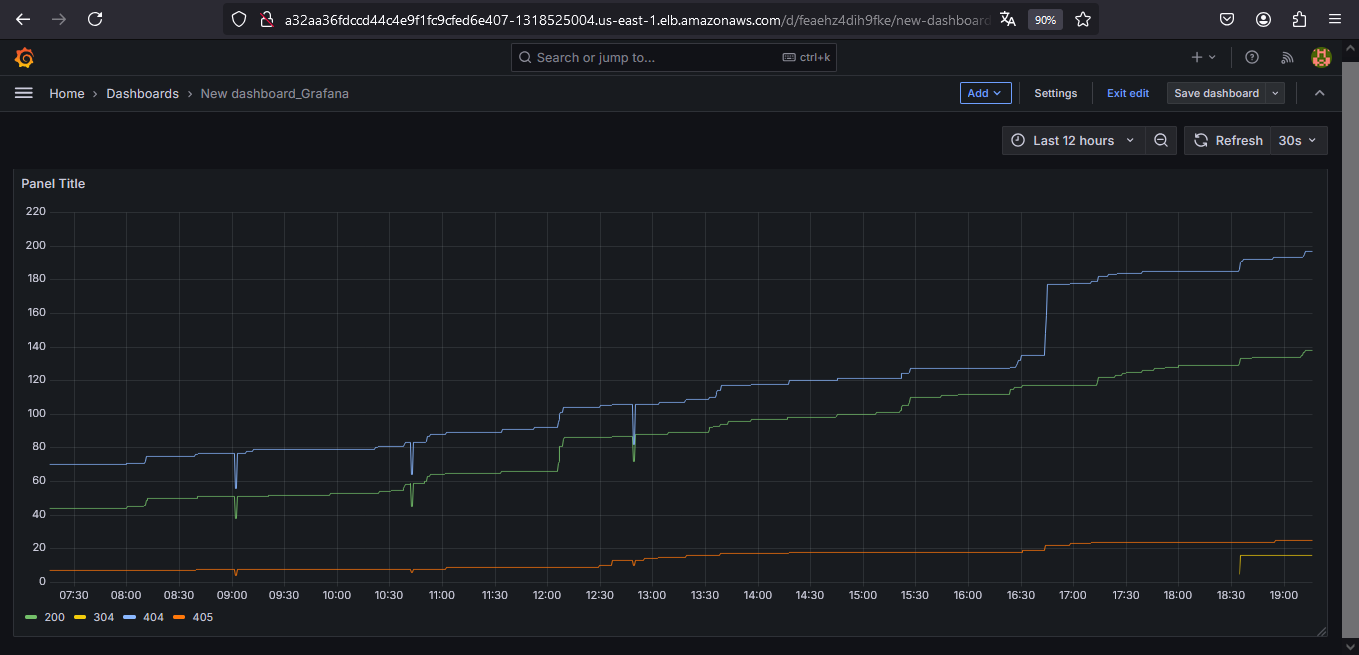 a32aa36fdccd44c4e9f1fc9cfed6e407-1318525004.us-east-1.elb.amazonaws.com/d/feaehz4dih9fke/new-dashboard
90%
Search or jump to...
ctrl+k
Home › Dashboards › New dashboard_Grafana
Add
Settings
Exit edit
Save dashboard
Last 12 hours
Refresh
30s
Panel Title
220
200
180
160
140
120
100
80
60
40
20
0
07:30 08:00 08:30 09:00 09:30 10:00 10:30 11:00 11:30 12:00 12:30 13:00 13:30 14:00 14:30 15:00 15:30 16:00 16:30 17:00 17:30 18:00 18:30 19:00
200 304 404 405